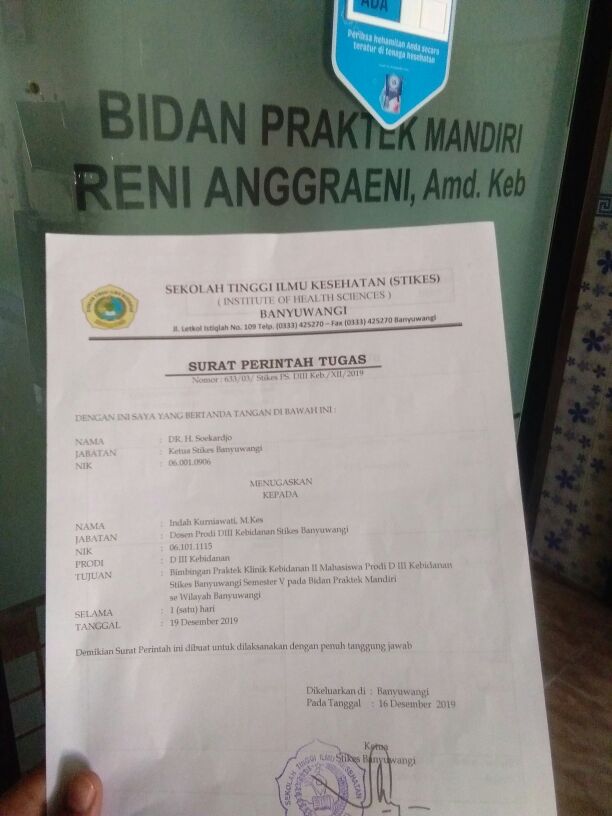 ADA
Periksa kehamilan Anda secara
teratur di tenaga kesehatan
BIDAN PRAKTEK MANDIRI
RENI ANGGRAENI, Amd. Keb
SEKOLAH TINGGI ILMU KESEHATAN (STIKES)
( INSTITUTE OF HEALTH SCIENCES )
BANYUWANGI
Jl. Letkol Istiqlah No. 109 Telp. (0333) 425270 – Fax (0333) 425270 Banyuwangi
SURAT PERINTAH TUGAS
Nomor : 633/03/ Stikes PS. DIII Keb./XII/2019
DENGAN INI SAYA YANG BERTANDA TANGAN DI BAWAH INI :
NAMA : DR. H. Soekardjo
JABATAN : Ketua Stikes Banyuwangi
NIK : 06.001.0906
MENUGASKAN
KEPADA
NAMA : Indah Kurniawati, M.Kes
JABATAN : Dosen Prodi DIII Kebidanan Stikes Banyuwangi
NIK : 06.101.1115
PRODI : D III Kebidanan
TUJUAN : Bimbingan Praktek Klinik Kebidanan II Mahasiswa Prodi D III Kebidanan
Stikes Banyuwangi Semester V pada Bidan Praktek Mandiri
se Wilayah Banyuwangi
SELAMA : 1 (satu) hari
TANGGAL : 19 Desember 2019
Demikian Surat Perintah ini dibuat untuk dilaksanakan dengan penuh tanggung jawab
Dikeluarkan di : Banyuwangi
Pada Tanggal : 16 Desember 2019
Ketua
Stikes Banyuwangi
SEKOLAH TINGGI ILMU KESEHATAN